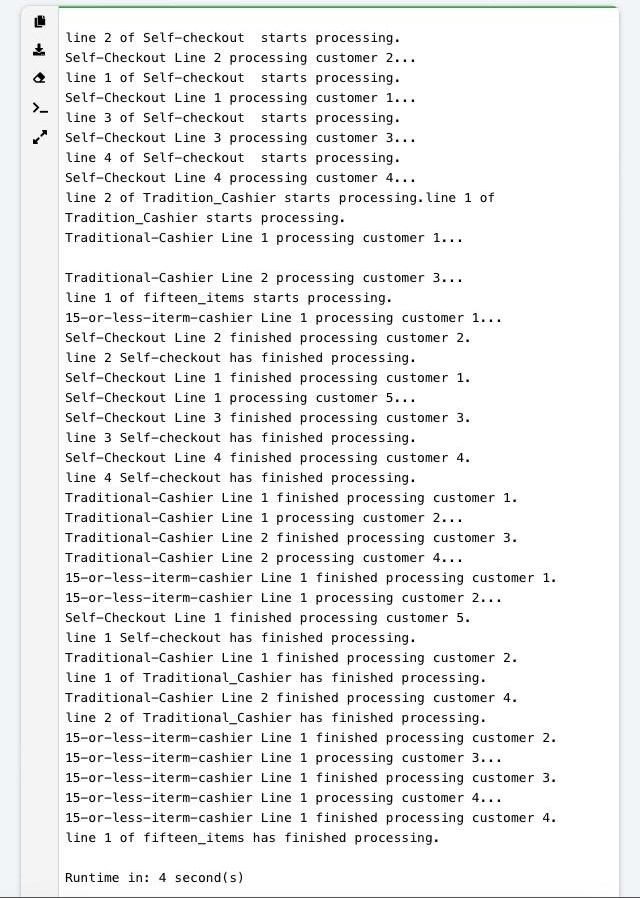 line 2 of Self-checkout  starts processing.
Self-Checkout Line 2 processing customer 2...
line 1 of Self-checkout  starts processing.
Self-Checkout Line 1 processing customer 1...
line 3 of Self-checkout  starts processing.
Self-Checkout Line 3 processing customer 3...
line 4 of Self-checkout  starts processing.
Self-Checkout Line 4 processing customer 4...
line 2 of Tradition_Cashier starts processing.line 1 of
Tradition_Cashier starts processing.
Traditional-Cashier Line 1 processing customer 1...
Traditional-Cashier Line 2 processing customer 3...
line 1 of fifteen_items starts processing.
15-or-less-iterm-cashier Line 1 processing customer 1...
Self-Checkout Line 2 finished processing customer 2.
line 2 Self-checkout has finished processing.
Self-Checkout Line 1 finished processing customer 1.
Self-Checkout Line 1 processing customer 5...
Self-Checkout Line 3 finished processing customer 3.
line 3 Self-checkout has finished processing.
Self-Checkout Line 4 finished processing customer 4.
line 4 Self-checkout has finished processing.
Traditional-Cashier Line 1 finished processing customer 1.
Traditional-Cashier Line 1 processing customer 2...
Traditional-Cashier Line 2 finished processing customer 3.
Traditional-Cashier Line 2 processing customer 4...
15-or-less-iterm-cashier Line 1 finished processing customer 1.
15-or-less-iterm-cashier Line 1 processing customer 2...
Self-Checkout Line 1 finished processing customer 5.
line 1 Self-checkout has finished processing.
Traditional-Cashier Line 1 finished processing customer 2.
line 1 of Traditional_Cashier has finished processing.
Traditional-Cashier Line 2 finished processing customer 4.
line 2 of Traditional_Cashier has finished processing.
15-or-less-iterm-cashier Line 1 finished processing customer 2.
15-or-less-iterm-cashier Line 1 processing customer 3...
15-or-less-iterm-cashier Line 1 finished processing customer 3.
15-or-less-iterm-cashier Line 1 processing customer 4...
15-or-less-iterm-cashier Line 1 finished processing customer 4.
line 1 of fifteen_items has finished processing.
Runtime in: 4 second(s)